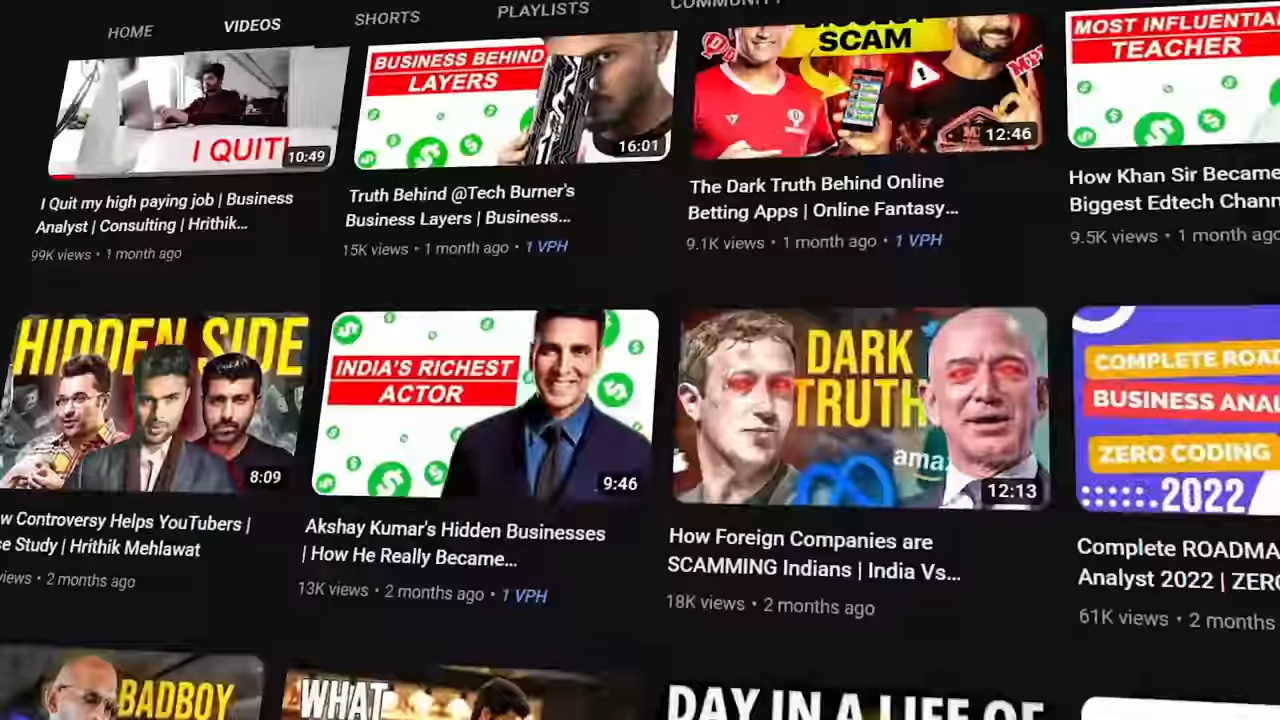 HOME VIDEOS SHORTS PLAYLISTS COMMUNITY
I QUIT!
10:49
BUSINESS BEHIND
LAYERS
16:01
SCAM
12:46
MOST INFLUENTIAL
TEACHER
I Quit my high paying job | Business
Analyst | Consulting | Hrithik...
99K views • 1 month ago
Truth Behind @Tech Burner's
Business Layers | Business...
15K views • 1 month ago • 1 VPH
The Dark Truth Behind Online
Betting Apps | Online Fantasy...
9.1K views • 1 month ago • 1 VPH
How Khan Sir Became
Biggest Edtech Chann
9.5K views • 1 month ago
HIDDEN SIDE
8:09
INDIA'S RICHEST
ACTOR
9:46
DARK
TRUTH
amaz
12:13
COMPLETE ROAD
BUSINESS ANAL
ZERO CODING
2022
w Controversy Helps YouTubers |
se Study | Hrithik Mehlawat
views • 2 months ago
Akshay Kumar's Hidden Businesses
| How He Really Became...
13K views • 2 months ago • 1 VPH
How Foreign Companies are
SCAMMING Indians | India Vs...
18K views • 2 months ago
Complete ROADMA
Analyst 2022 | ZERO
61K views • 2 months
BADBOY
WHAT
DAY IN A LIFE OF